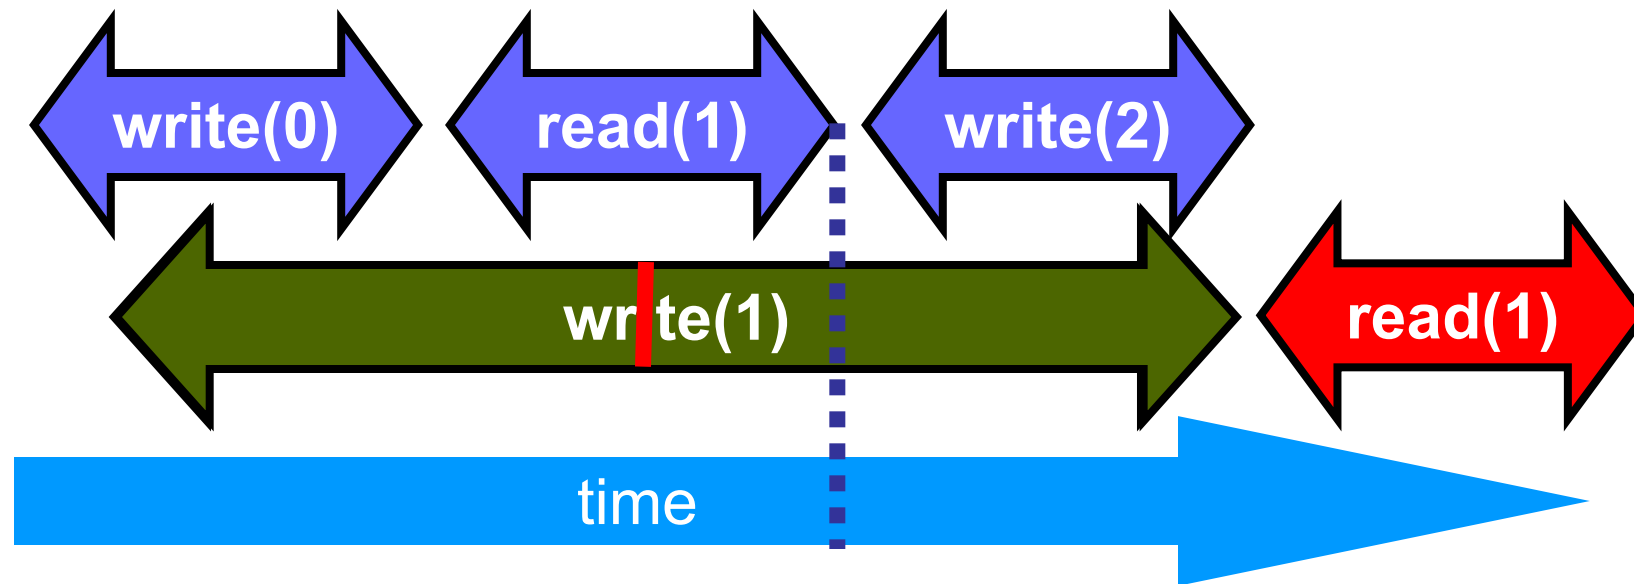 write(0) read(1) write(2)
write(1) read(1)
time